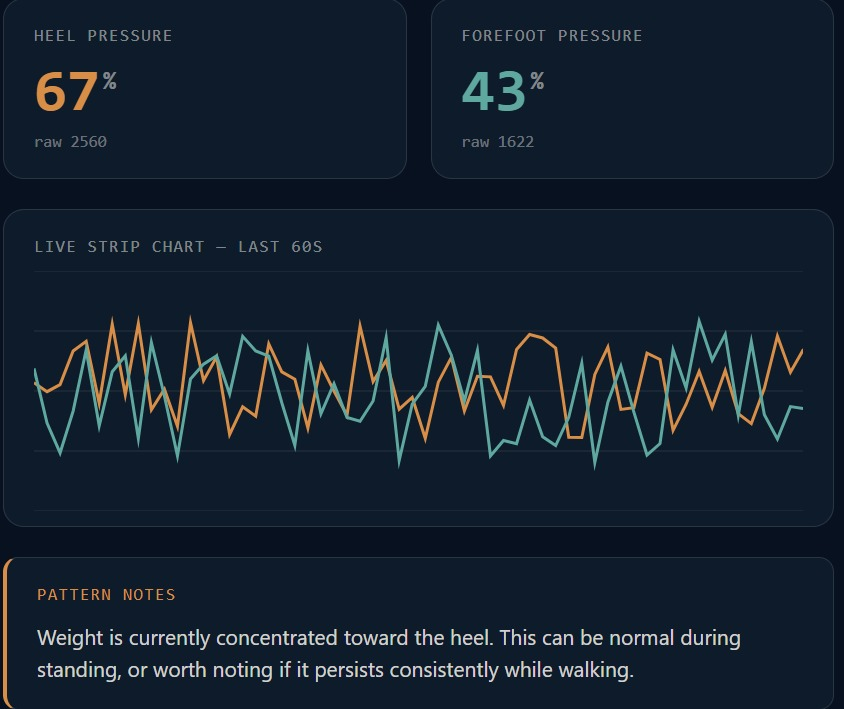 HEEL PRESSURE
67%
raw 2560
FOREFOOT PRESSURE
43%
raw 1622
LIVE STRIP CHART — LAST 60S
PATTERN NOTES
Weight is currently concentrated toward the heel. This can be normal during
standing, or worth noting if it persists consistently while walking.